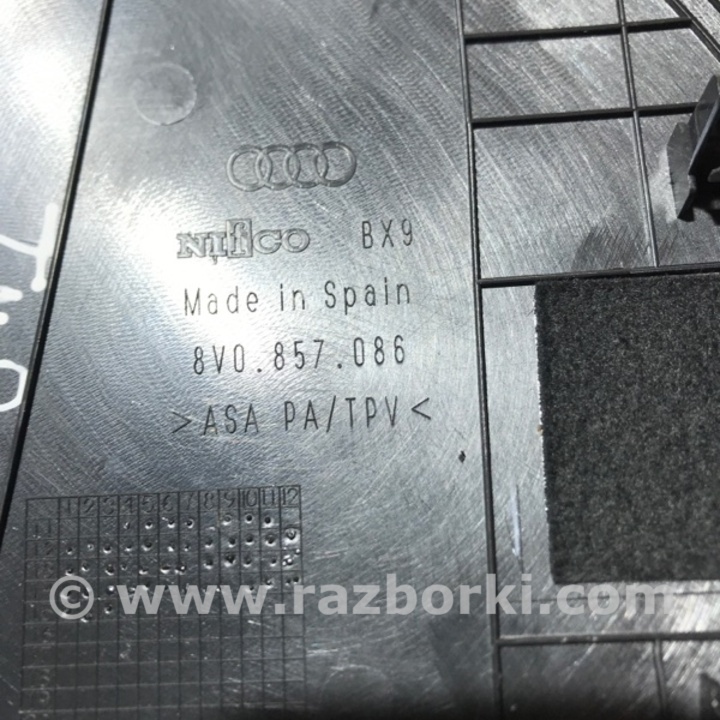 NIfCO BX9
Made in Spain
8V0.857.086
>ASA PA/TPV<
1 2 3 4 5 6 7 8 9 10 11 12
© www.razborki.com